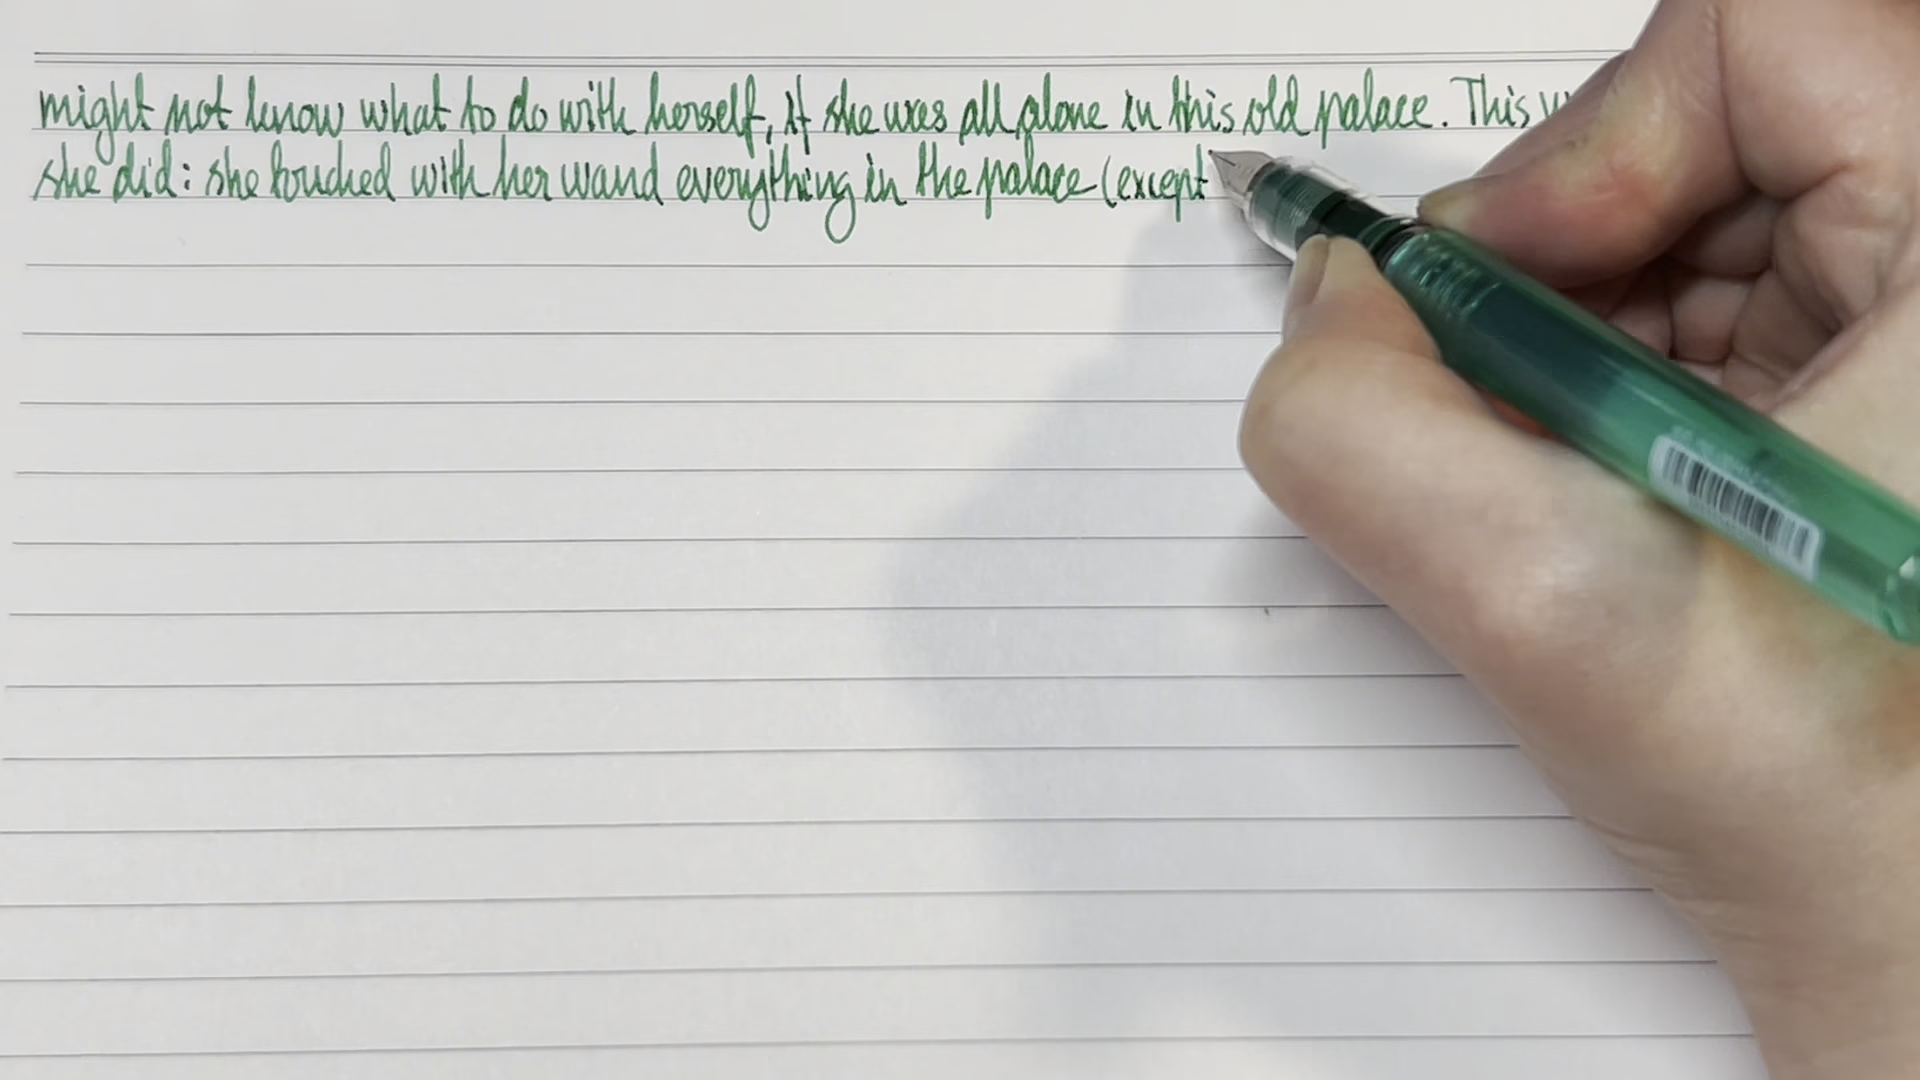 might not know what to do with herself, if she was all alone in this old palace. This
she did: she touched with her wand everything in the palace (except